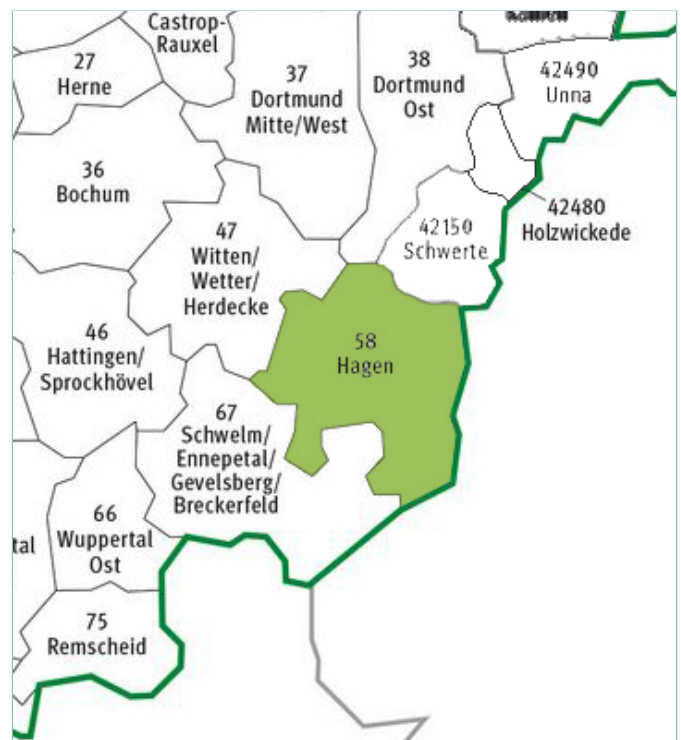 Castrop-
Rauxel
27
Herne
37
Dortmund
Mitte/West
38
Dortmund
Ost
42490
Unna
36
Bochum
47
Witten/
Wetter/
Herdecke
42150
Schwerte
42480
Holzwickede
46
Hattingen/
Sprockhövel
58
Hagen
67
Schwelm/
Ennepetal/
Gevelsberg/
Breckerfeld
66
Wuppertal
Ost
tal
75
Remscheid